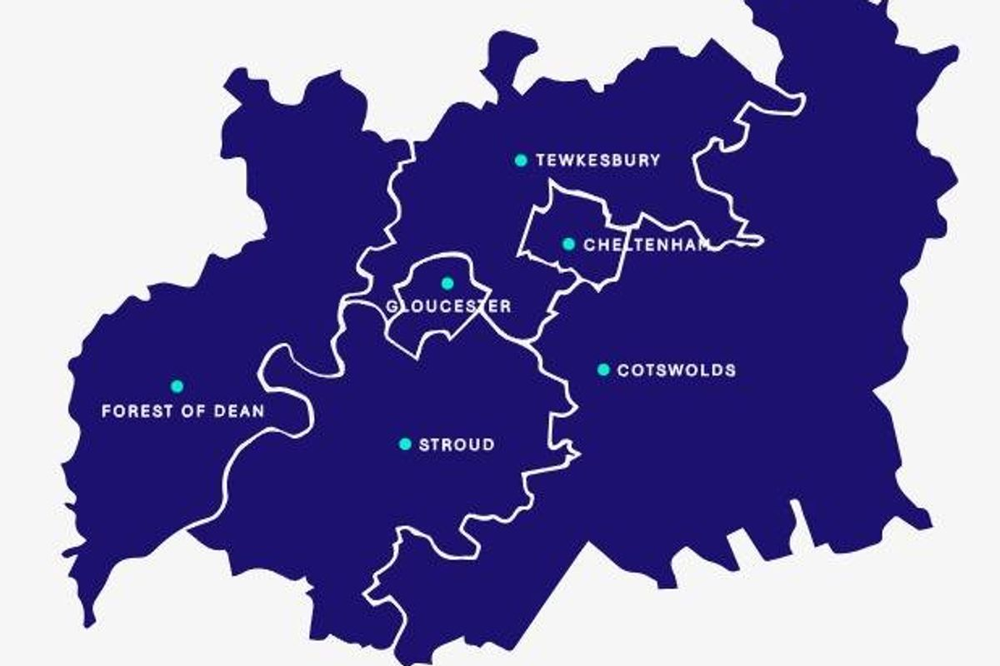 TEWKESBURY
CHELTENHAM
GLOUCESTER
COTSWOLDS
FOREST OF DEAN
STROUD